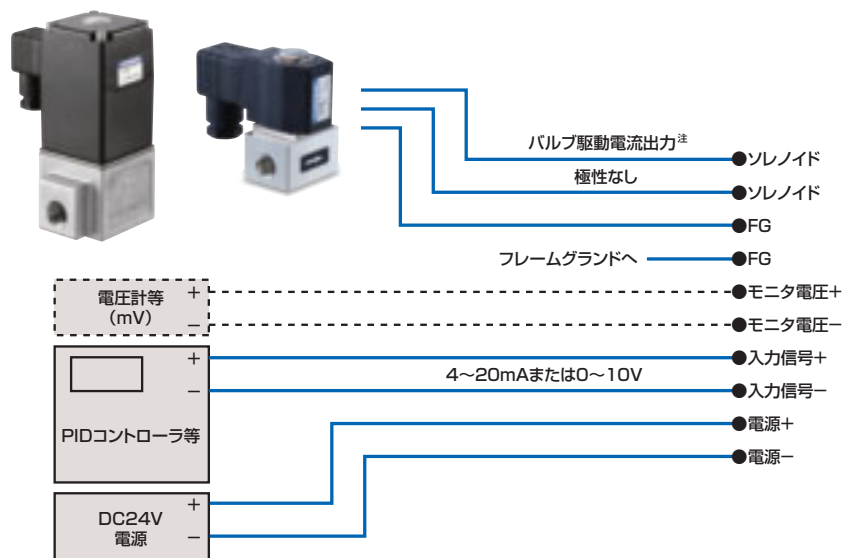 バルブ駆動電流出力注
●ソレノイド
極性なし
●ソレノイド
●FG
フレームグランドへ
●FG
電圧計等
(mV)
+
−
●モニタ電圧+
●モニタ電圧−
+
−
4〜20mAまたは0〜10V
●入力信号+
●入力信号−
PIDコントローラ等
●電源+
●電源−
DC24V
電源
+
−